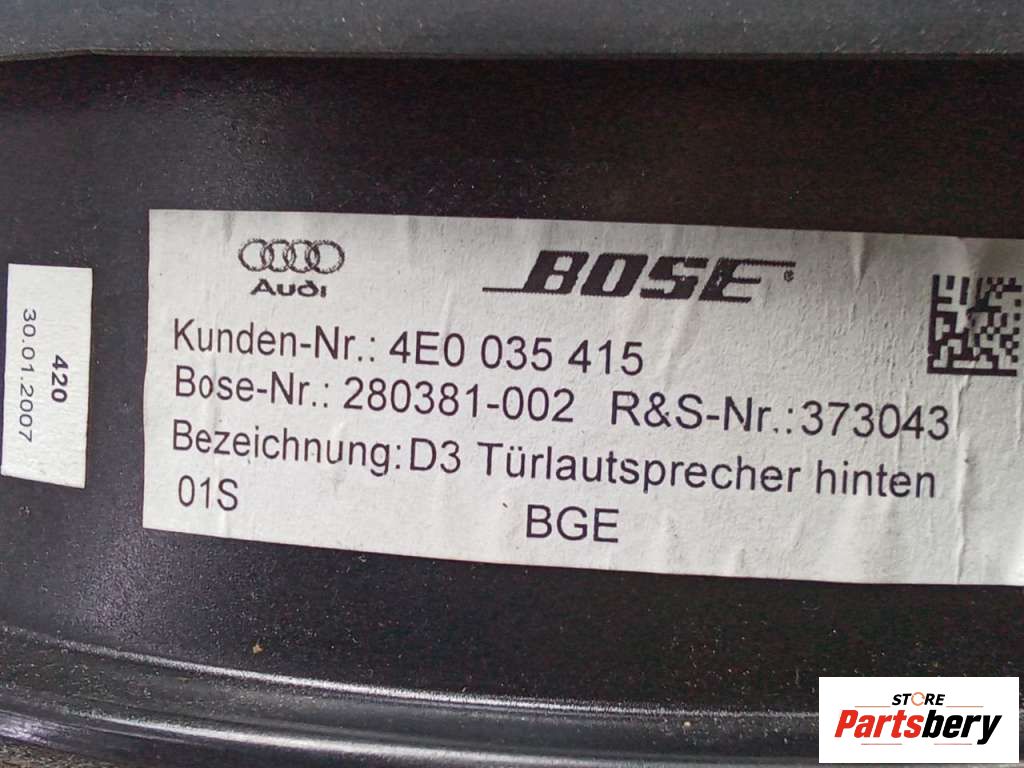 Audi
BOSE®
Kunden-Nr.: 4E0 035 415
Bose-Nr.: 280381-002 R&S-Nr.:373043
Bezeichnung:D3 Türlautsprecher hinten
01S
BGE
420
30.01.2007
STORE
Partsbery